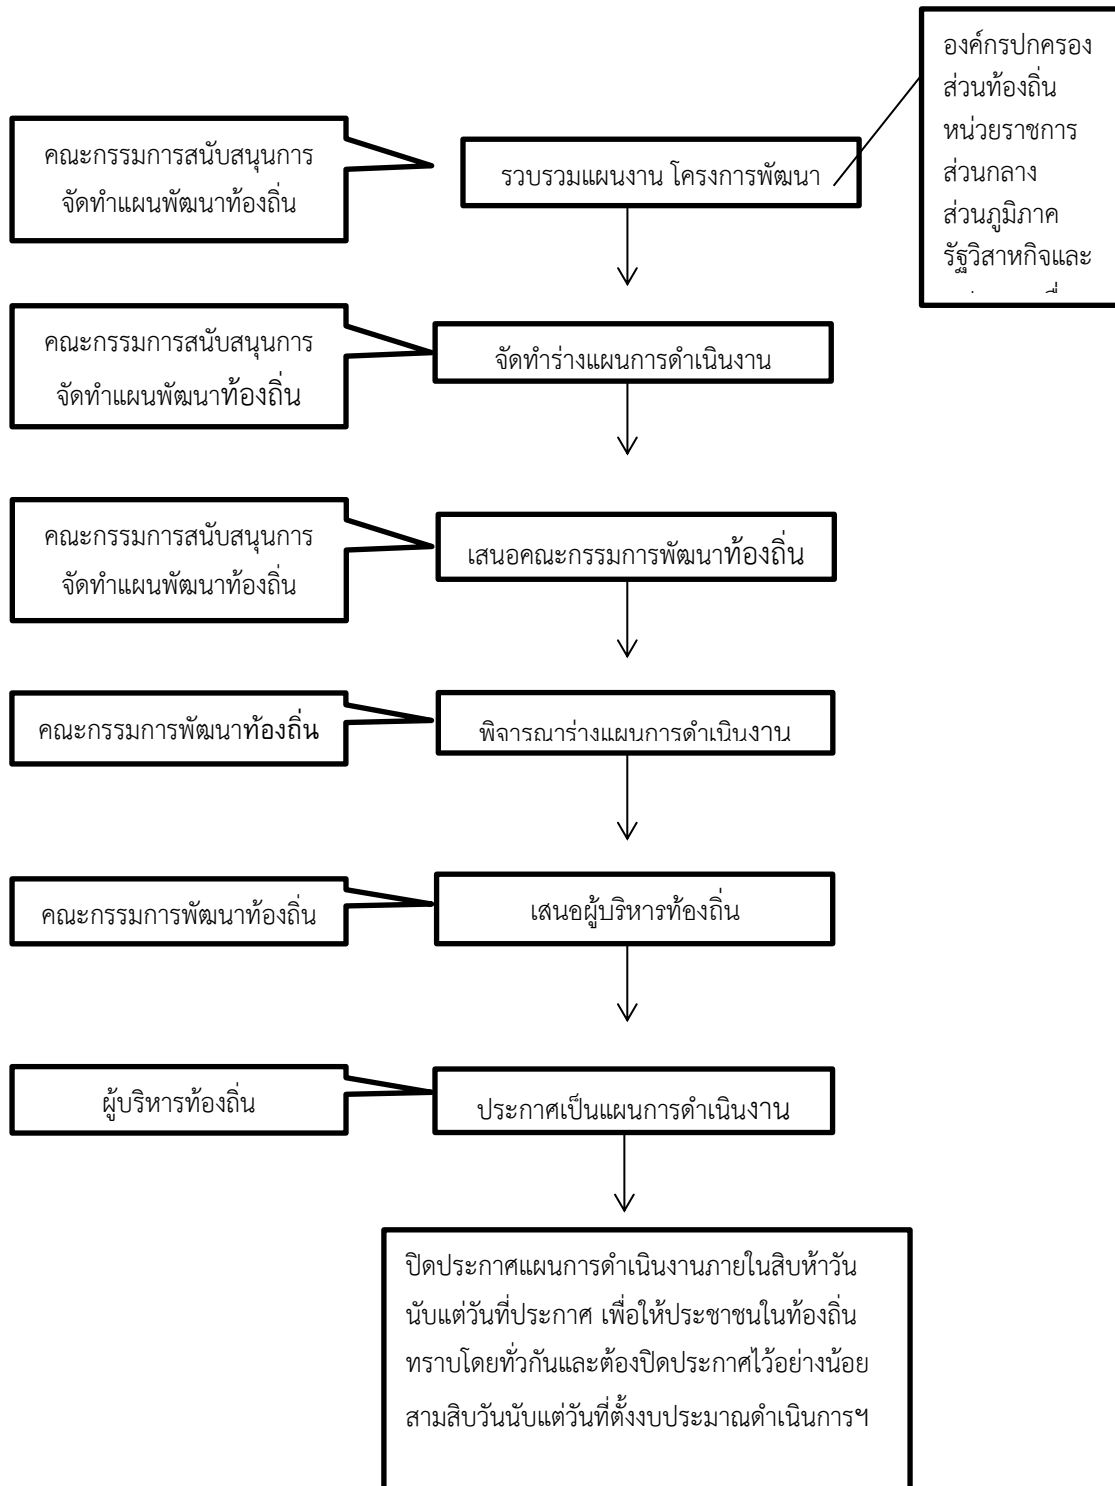 องค์กรปกครอง
ส่วนท้องถิ่น
หน่วยราชการ
ส่วนกลาง
ส่วนภูมิภาค
รัฐวิสาหกิจและ
คณะกรรมการสนับสนุนการ
จัดทำแผนพัฒนาท้องถิ่น
รวบรวมแผนงาน โครงการพัฒนา
คณะกรรมการสนับสนุนการ
จัดทำแผนพัฒนาท้องถิ่น
จัดทำร่างแผนการดำเนินงาน
คณะกรรมการสนับสนุนการ
จัดทำแผนพัฒนาท้องถิ่น
เสนอคณะกรรมการพัฒนาท้องถิ่น
คณะกรรมการพัฒนาท้องถิ่น
พิจารณาร่างแผนการดำเนินงาน
คณะกรรมการพัฒนาท้องถิ่น
เสนอผู้บริหารท้องถิ่น
ผู้บริหารท้องถิ่น
ประกาศเป็นแผนการดำเนินงาน
ปิดประกาศแผนการดำเนินงานภายในสิบห้าวัน
นับแต่วันที่ประกาศ เพื่อให้ประชาชนในท้องถิ่น
ทราบโดยทั่วกันและต้องปิดประกาศไว้อย่างน้อย
สามสิบวันนับแต่วันที่ตั้งงบประมาณดำเนินการฯ